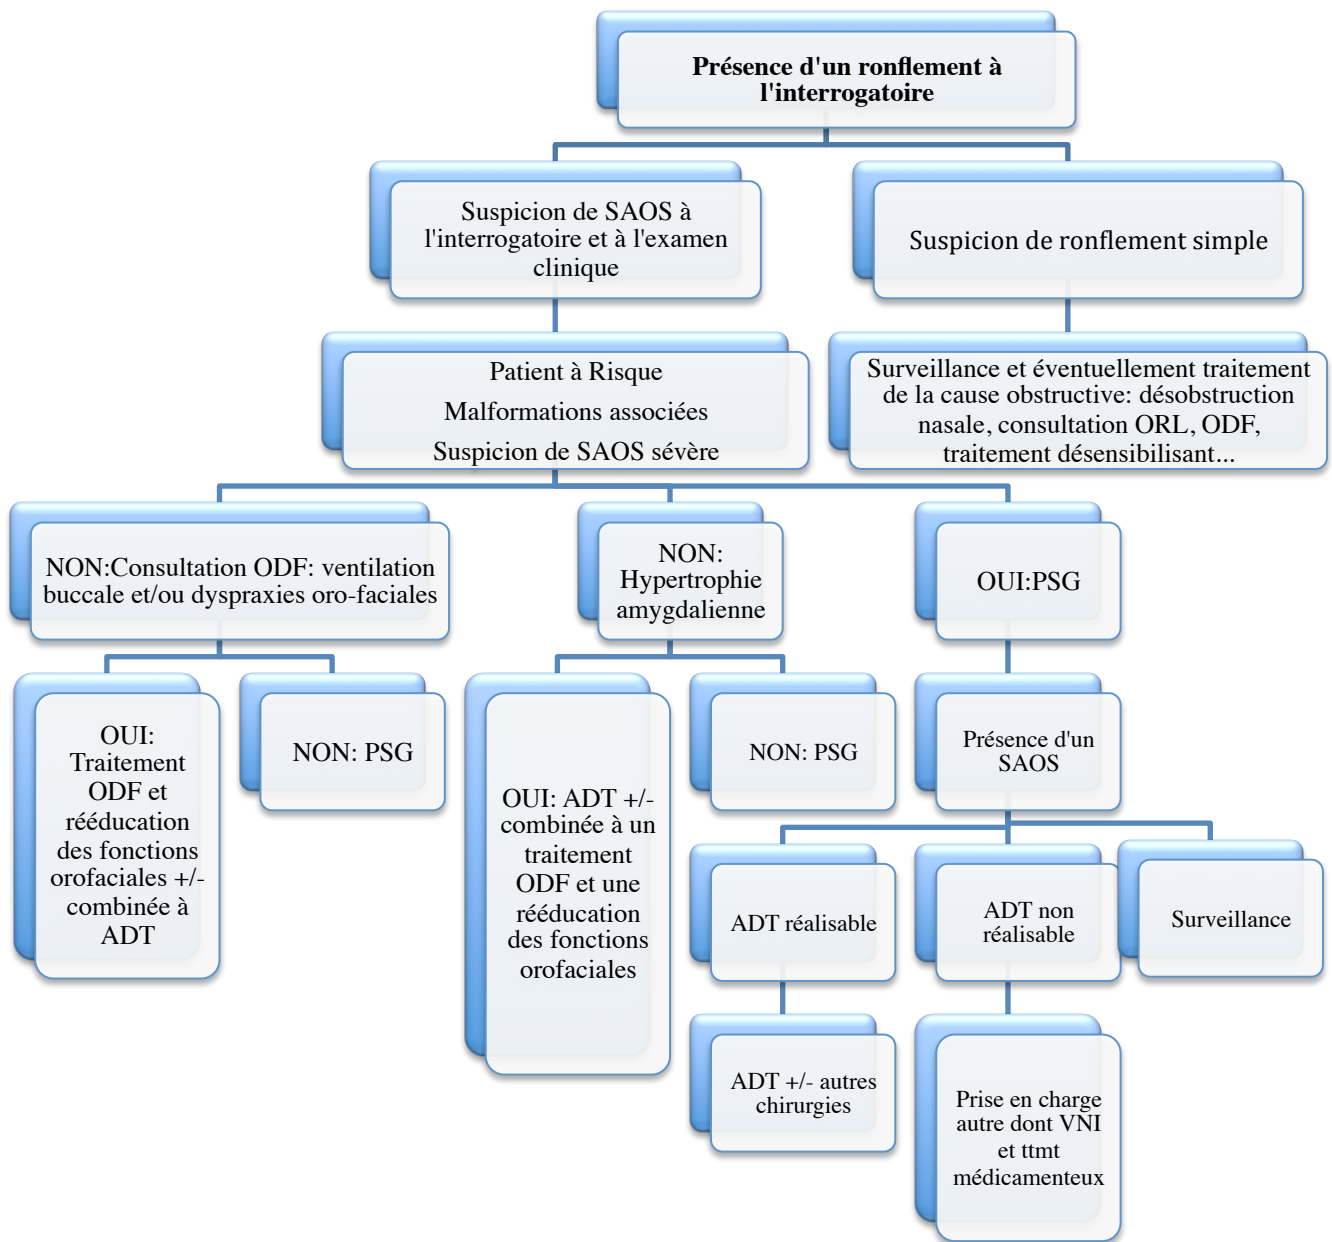 Présence d'un ronflement à
l'interrogatoire
Suspicion de SAOS à
l'interrogatoire et à l'examen
clinique
Suspicion de ronflement simple
Patient à Risque
Malformations associées
Suspicion de SAOS sévère
Surveillance et éventuellement traitement
de la cause obstructive: désobstruction
nasale, consultation ORL, ODF,
traitement désensibilisant...
NON:Consultation ODF: ventilation
buccale et/ou dyspraxies oro-faciales
NON:
Hypertrophie
amygdalienne
OUI:PSG
OUI:
Traitement
ODF et
rééducation
des fonctions
orofaciales +/-
combinée à
ADT
NON: PSG
OUI: ADT +/-
combinée à un
traitement
ODF et une
rééducation
des fonctions
orofaciales
NON: PSG
Présence d'un
SAOS
ADT réalisable
ADT non
réalisable
Surveillance
ADT +/- autres
chirurgies
Prise en charge
autre dont VNI
et ttmt
médicamenteux